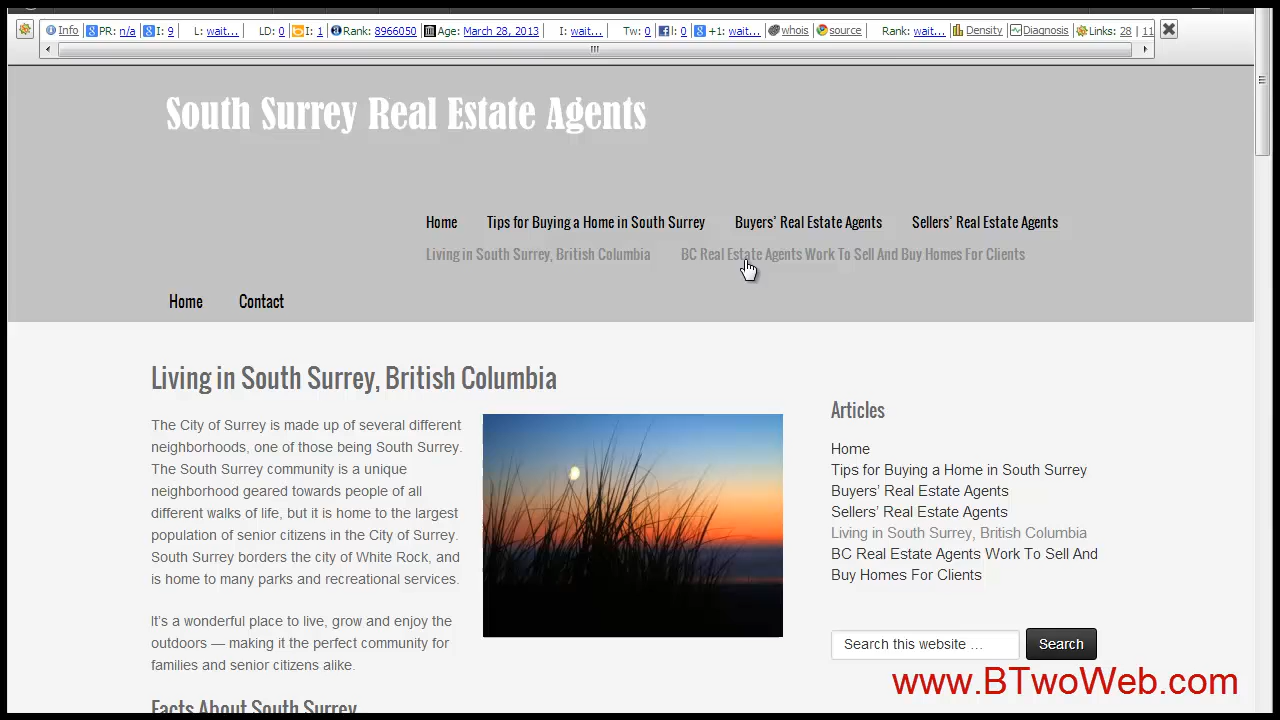 Info PR: n/a I: 9 L: wait... LD: 0 I: 1 Rank: 8966050 Age: March 28, 2013 I: wait... Tw: 0 I: 0 +1: wait... whois source Rank: wait... Density Diagnosis Links: 28 | 11
South Surrey Real Estate Agents
Home Tips for Buying a Home in South Surrey Buyers’ Real Estate Agents Sellers’ Real Estate Agents
Living in South Surrey, British Columbia BC Real Estate Agents Work To Sell And Buy Homes For Clients
Home Contact
Living in South Surrey, British Columbia
The City of Surrey is made up of several different
neighborhoods, one of those being South Surrey.
The South Surrey community is a unique
neighborhood geared towards people of all
different walks of life, but it is home to the largest
population of senior citizens in the City of Surrey.
South Surrey borders the city of White Rock, and
is home to many parks and recreational services.
It’s a wonderful place to live, grow and enjoy the
outdoors — making it the perfect community for
families and senior citizens alike.
Facts About South Surrey
Articles
Home
Tips for Buying a Home in South Surrey
Buyers’ Real Estate Agents
Sellers’ Real Estate Agents
Living in South Surrey, British Columbia
BC Real Estate Agents Work To Sell And
Buy Homes For Clients
Search this website … Search
www.BTwoWeb.com